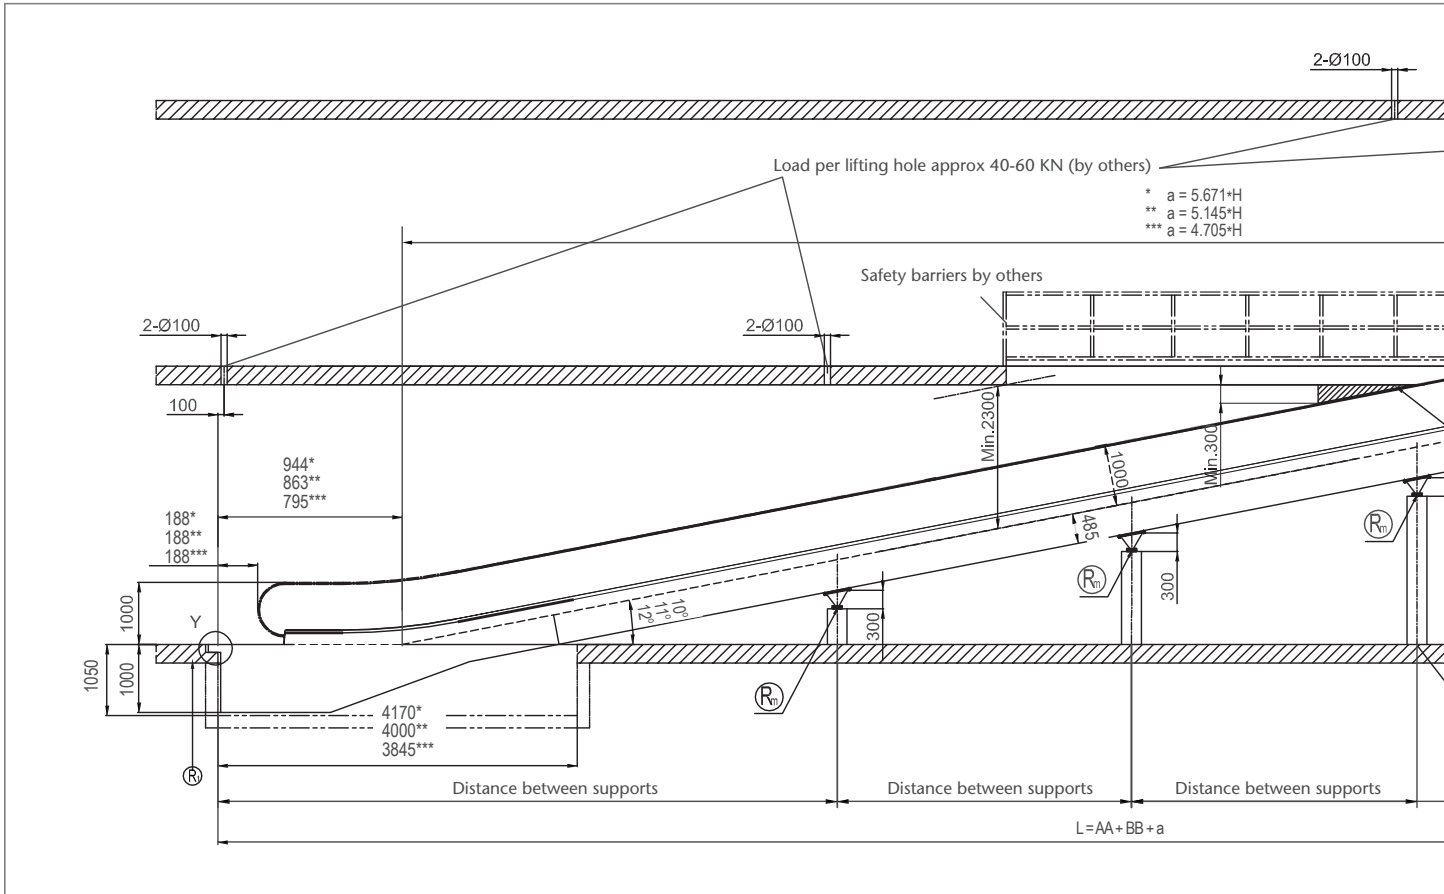 2-Ø100
Load per lifting hole approx 40-60 KN (by others)
* a = 5.671*H
** a = 5.145*H
*** a = 4.705*H
Safety barriers by others
2-Ø100
2-Ø100
100
Min.2300
Min.300
944*
863**
795***
1000
188*
188**
188***
485
Rm
Rm
300
1000
Y
10°
11°
12°
300
1050
1000
Rm
4170*
4000**
3845***
Distance between supports
Distance between supports
Distance between supports
L=AA+BB+a